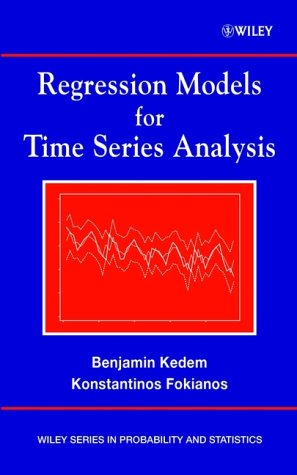 WILEY
Regression Models
for
Time Series Analysis
Benjamin Kedem
Konstantinos Fokianos
WILEY SERIES IN PROBABILITY AND STATISTICS